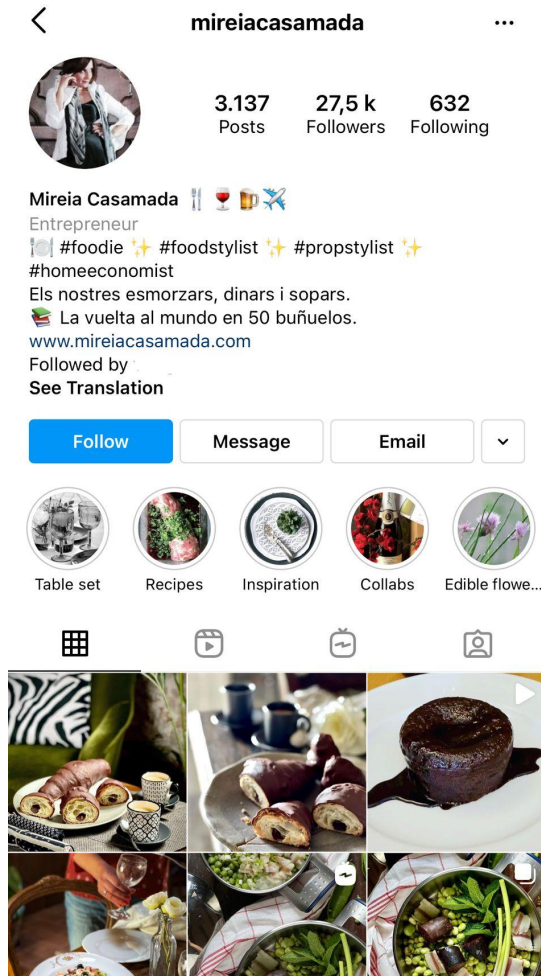 mireiacasamada
3.137 27,5 k 632
Posts Followers Following
Mireia Casamada
Entrepreneur
#foodie #foodstylist #propstylist
#homeeconomist
Els nostres esmorzars, dinars i sopars.
La vuelta al mundo en 50 buñuelos.
www.mireiacasamada.com
Followed by
See Translation
Follow Message Email
Table set Recipes Inspiration Collabs Edible flowe...